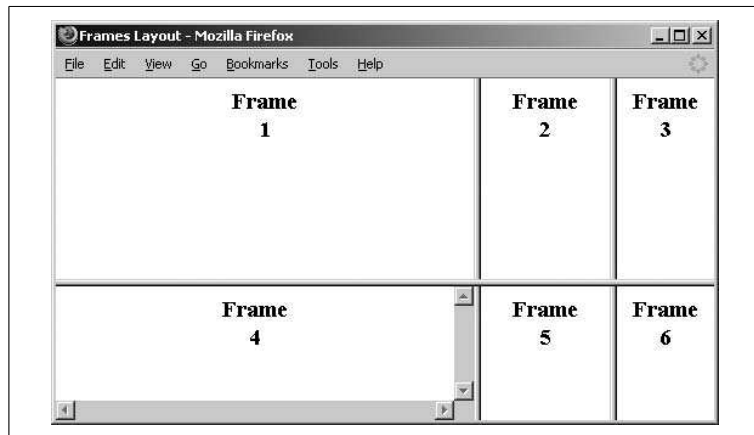 Frames Layout - Mozilla Firefox
File Edit View Go Bookmarks Tools Help
Frame
1
Frame
2
Frame
3
Frame
4
Frame
5
Frame
6